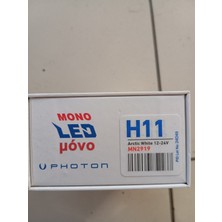 MONO
LED
μόνο
PHOTON
H11
Arctic White 12-24V
MN2919